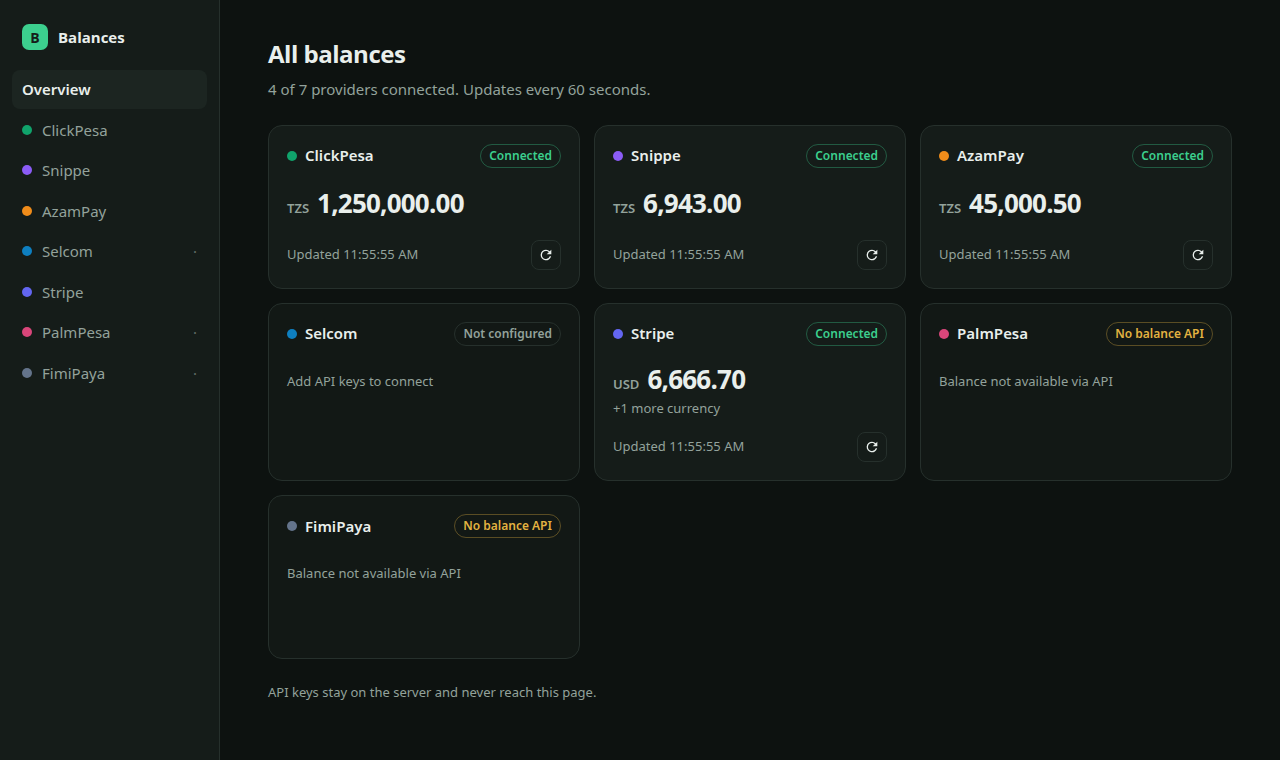 B Balances
Overview
ClickPesa
Snippe
AzamPay
Selcom ·
Stripe
PalmPesa ·
FimiPaya ·
All balances
4 of 7 providers connected. Updates every 60 seconds.
ClickPesa Connected
TZS 1,250,000.00
Updated 11:55:55 AM
Snippe Connected
TZS 6,943.00
Updated 11:55:55 AM
AzamPay Connected
TZS 45,000.50
Updated 11:55:55 AM
Selcom Not configured
Add API keys to connect
Stripe Connected
USD 6,666.70
+1 more currency
Updated 11:55:55 AM
PalmPesa No balance API
Balance not available via API
FimiPaya No balance API
Balance not available via API
API keys stay on the server and never reach this page.